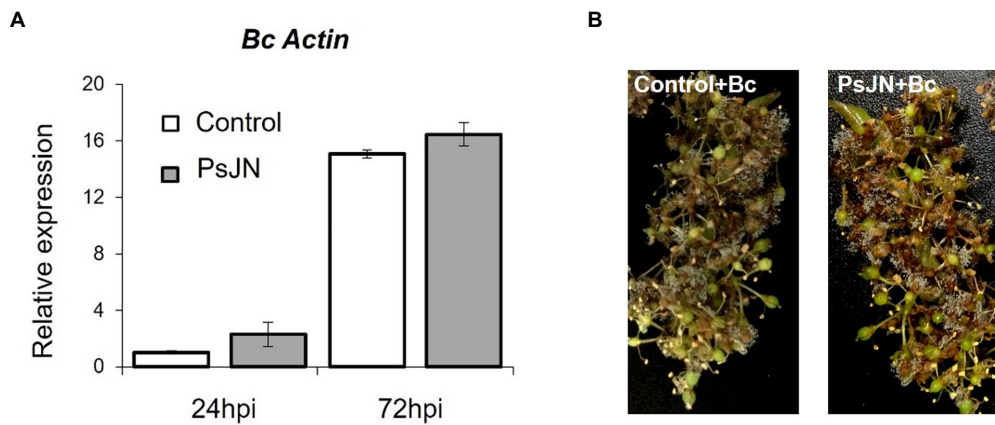 A
Bc Actin
20
16
12
8
4
0
Relative expression
Control
PsJN
24hpi
72hpi
B
Control+Bc
PsJN+Bc